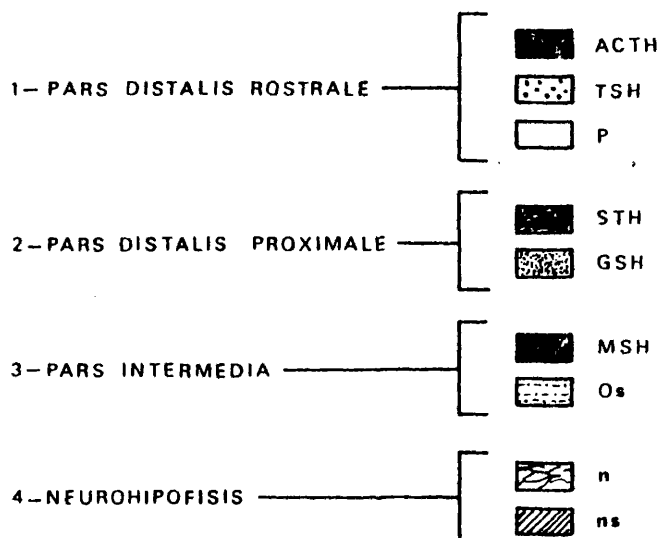 ACTH
1- PARS DISTALIS ROSTRALE
TSH
P
STH
2-PARS DISTALIS PROXIMALE
GSH
MSH
3-PARS INTERMEDIA
Os
n
4-NEUROHIPOFISIS
ns